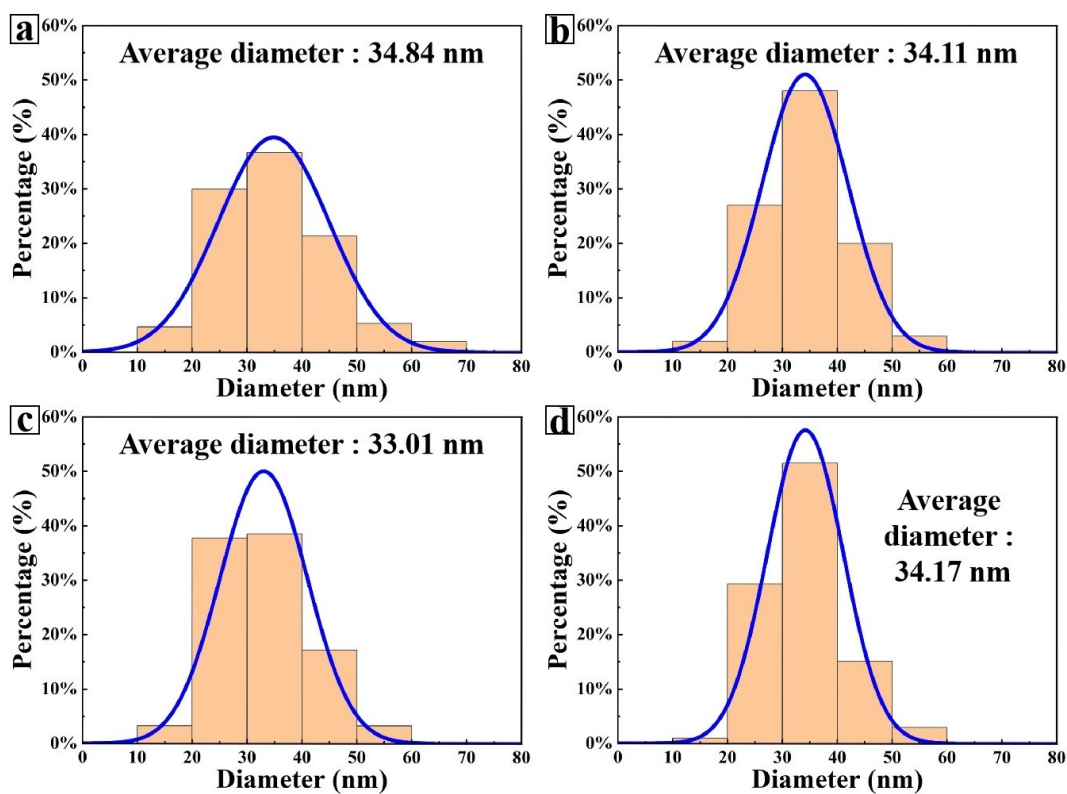 a
Average diameter : 34.84 nm
Percentage (%)
60%
50%
40%
30%
20%
10%
0%
0 10 20 30 40 50 60 70 80
Diameter (nm)
b
Average diameter : 34.11 nm
Percentage (%)
60%
50%
40%
30%
20%
10%
0%
0 10 20 30 40 50 60 70 80
Diameter (nm)
c
Average diameter : 33.01 nm
Percentage (%)
60%
50%
40%
30%
20%
10%
0%
0 10 20 30 40 50 60 70 80
Diameter (nm)
d
Average
diameter :
34.17 nm
Percentage (%)
60%
50%
40%
30%
20%
10%
0%
0 10 20 30 40 50 60 70 80
Diameter (nm)